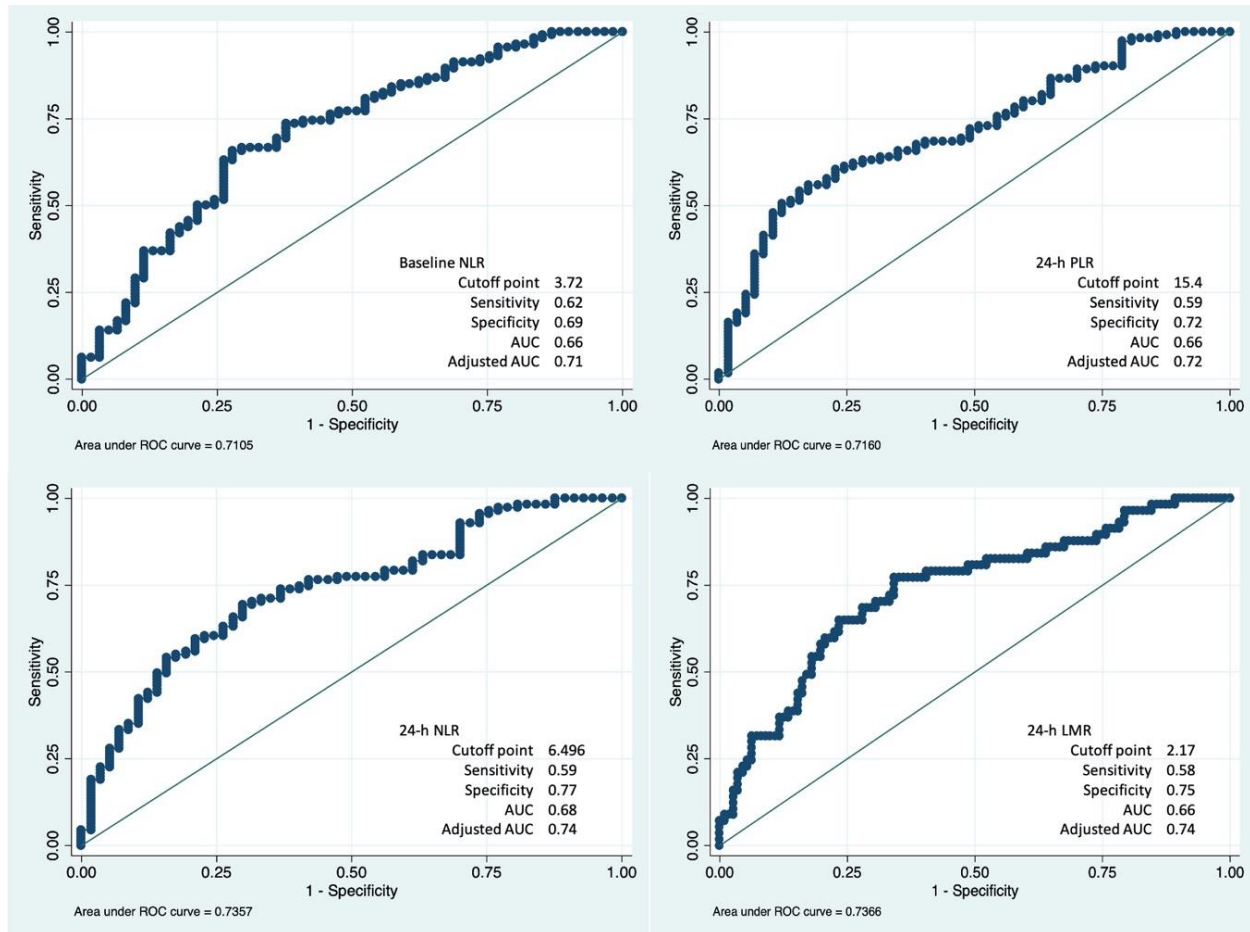 1.00
0.75
0.50
0.25
0.00
Sensitivity
Baseline NLR
Cutoff point 3.72
Sensitivity 0.62
Specificity 0.69
AUC 0.66
Adjusted AUC 0.71
0.00 0.25 0.50 0.75 1.00
1 - Specificity
Area under ROC curve = 0.7105
1.00
0.75
0.50
0.25
0.00
Sensitivity
24-h PLR
Cutoff point 15.4
Sensitivity 0.59
Specificity 0.72
AUC 0.66
Adjusted AUC 0.72
0.00 0.25 0.50 0.75 1.00
1 - Specificity
Area under ROC curve = 0.7160
1.00
0.75
0.50
0.25
0.00
Sensitivity
24-h NLR
Cutoff point 6.496
Sensitivity 0.59
Specificity 0.77
AUC 0.68
Adjusted AUC 0.74
0.00 0.25 0.50 0.75 1.00
1 - Specificity
Area under ROC curve = 0.7357
1.00
0.75
0.50
0.25
0.00
Sensitivity
24-h LMR
Cutoff point 2.17
Sensitivity 0.58
Specificity 0.75
AUC 0.66
Adjusted AUC 0.74
0.00 0.25 0.50 0.75 1.00
1 - Specificity
Area under ROC curve = 0.7366